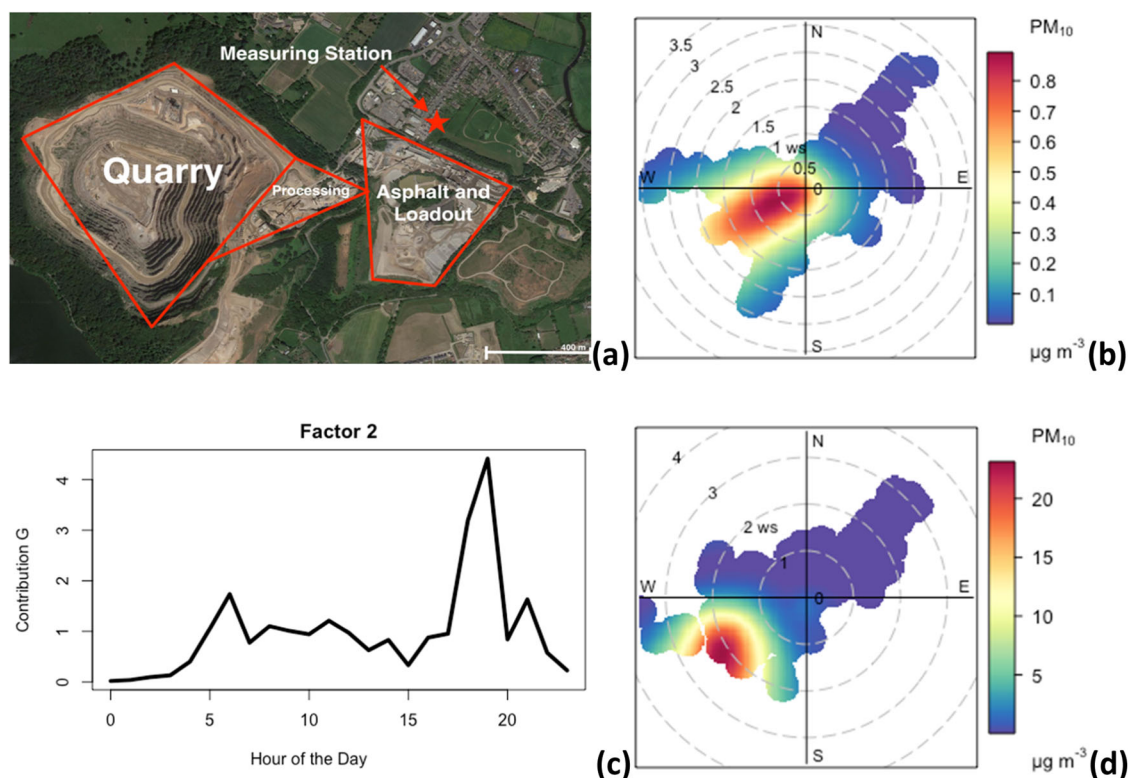 Measuring Station
Quarry
Processing
Asphalt and
Loadout
400 m
(a)
3.5
3
2.5
2
1.5
1 ws
0.5
0
N
W
E
S
PM₁₀
0.8
0.7
0.6
0.5
0.4
0.3
0.2
0.1
µg m⁻³
(b)
Factor 2
Contribution G
4
3
2
1
0
0
5
10
15
20
Hour of the Day
(c)
4
3
2 ws
1
0
N
W
E
S
PM₁₀
20
15
10
5
µg m⁻³
(d)